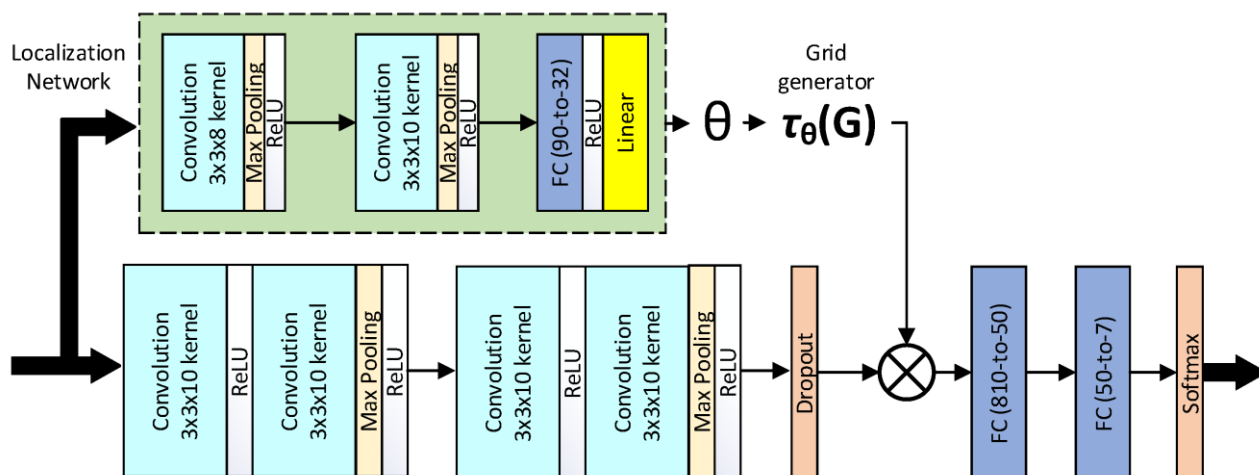 Localization
Network
Convolution
3x3x8 kernel
Max Pooling
ReLU
Convolution
3x3x10 kernel
Max Pooling
ReLU
FC (90-to-32)
ReLU
Linear
θ
Grid
generator
τθ(G)
Convolution
3x3x10 kernel
ReLU
Convolution
3x3x10 kernel
Max Pooling
ReLU
Convolution
3x3x10 kernel
ReLU
Convolution
3x3x10 kernel
Max Pooling
ReLU
Dropout
FC (810-to-50)
FC (50-to-7)
Softmax